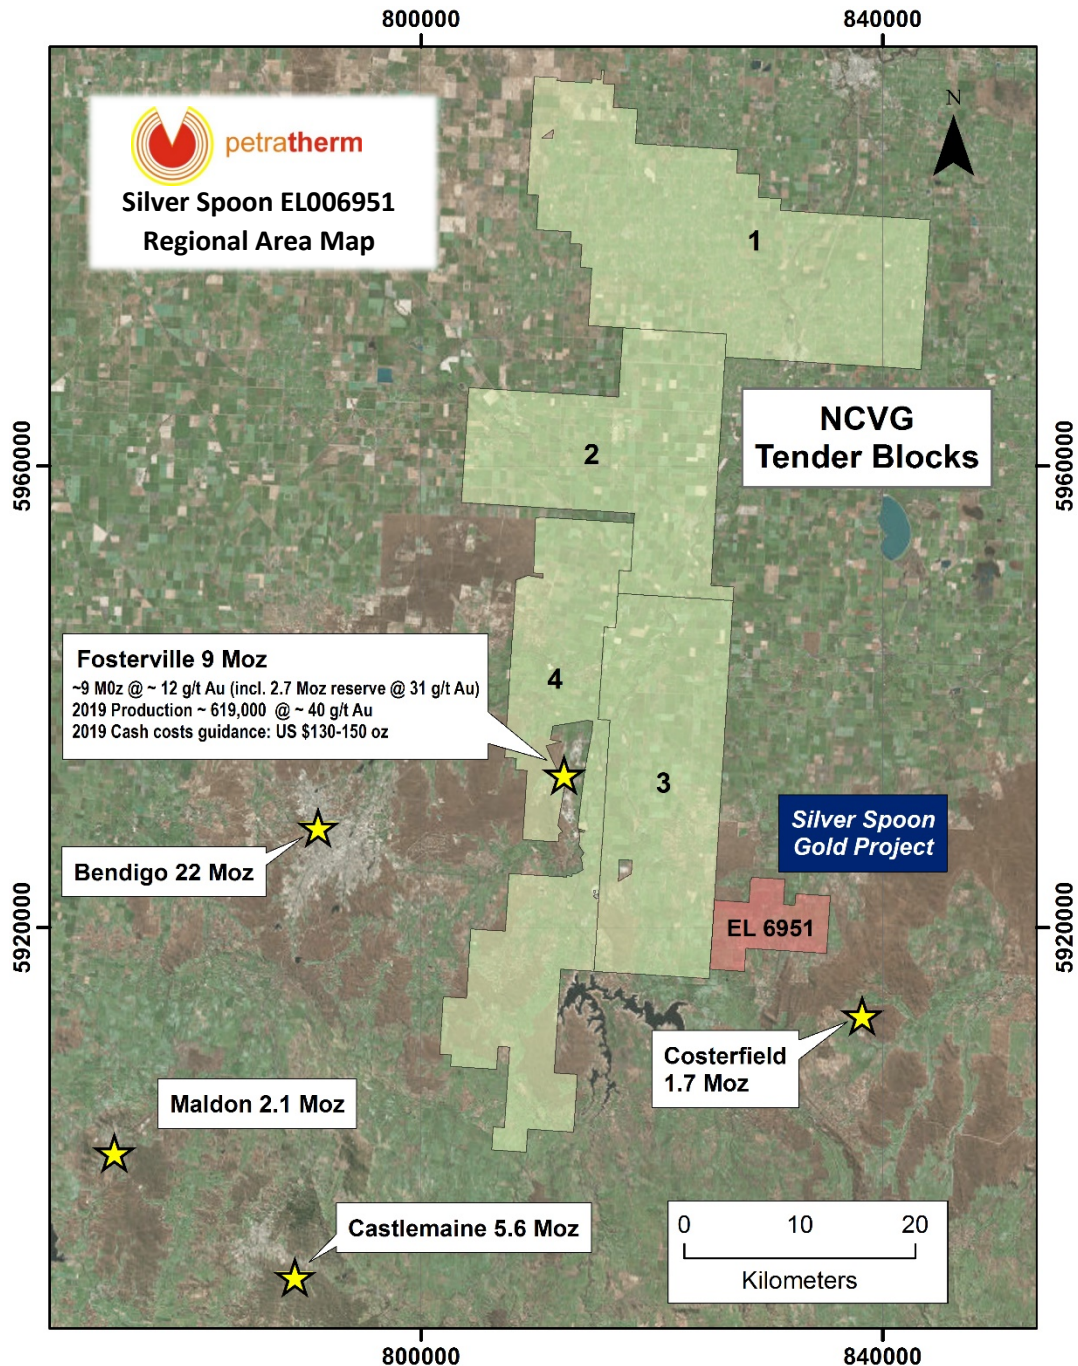 800000
840000
N
petratherm
Silver Spoon EL006951
Regional Area Map
1
NCVG
Tender Blocks
2
5960000
5960000
Fosterville 9 Moz
~9 M0z @ ~ 12 g/t Au (incl. 2.7 Moz reserve @ 31 g/t Au)
2019 Production ~ 619,000 @ ~ 40 g/t Au
2019 Cash costs guidance: US $130-150 oz
4
3
Silver Spoon
Gold Project
Bendigo 22 Moz
EL 6951
5920000
5920000
Costerfield
1.7 Moz
Maldon 2.1 Moz
Castlemaine 5.6 Moz
0 10 20
Kilometers
800000
840000